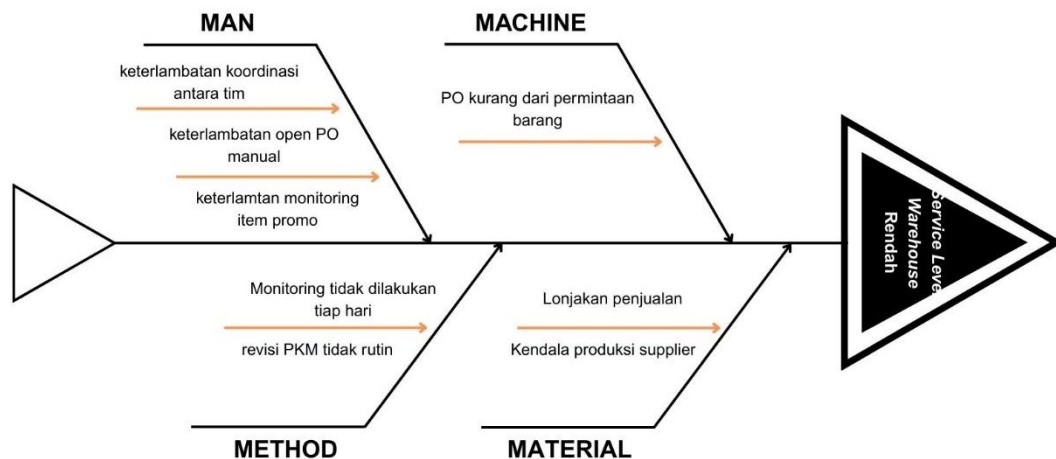 MAN
keterlambatan koordinasi
antara tim
keterlambatan open PO
manual
keterlamtan monitoring
item promo
MACHINE
PO kurang dari permintaan
barang
Service Level
Warehouse
Rendah
Monitoring tidak dilakukan
tiap hari
revisi PKM tidak rutin
METHOD
Lonjakan penjualan
Kendala produksi supplier
MATERIAL